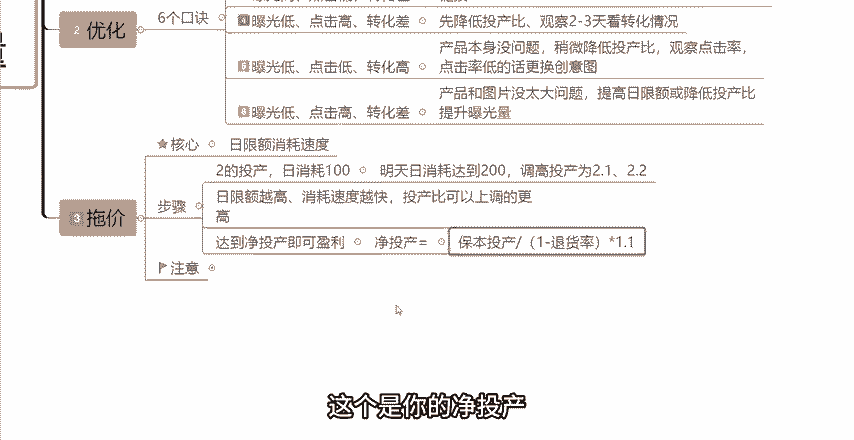 2 优化
6个口诀
4 曝光低、点击高、转化差
先降低投产比、观察2-3天看转化情况
曝光低、点击低、转化高
产品本身没问题，稍微降低投产比，观察点击率，
点击率低的话更换创意图
6 曝光低、点击高、转化差
产品和图片没太大问题，提高日限额或降低投产比
提升曝光量
3 拖价
核心
日限额消耗速度
步骤
2的投产，日消耗100
明天日消耗达到200，调高投产为2.1、2.2
日限额越高、消耗速度越快，投产比可以上调的更
高
达到净投产即可盈利
净投产=
保本投产/（1-退货率）*1.1
注意
这个是你的净投产